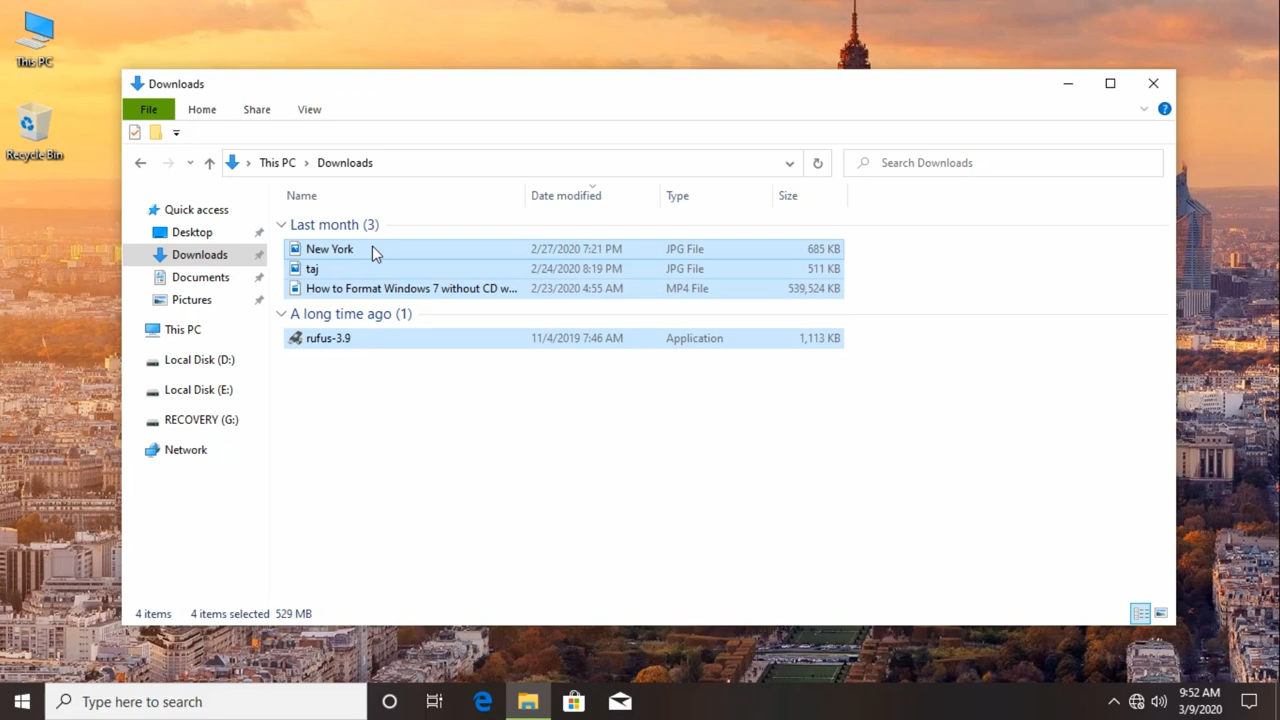 This PC
Recycle Bin
Downloads
File Home Share View
This PC > Downloads
Search Downloads
Name Date modified Type Size
Quick access
Desktop
Downloads
Documents
Pictures
This PC
Local Disk (D:)
Local Disk (E:)
RECOVERY (G:)
Network
Last month (3)
New York 2/27/2020 7:21 PM JPG File 685 KB
taj 2/24/2020 8:19 PM JPG File 511 KB
How to Format Windows 7 without CD w... 2/23/2020 4:55 AM MP4 File 539,524 KB
A long time ago (1)
rufus-3.9 11/4/2019 7:46 AM Application 1,113 KB
4 items 4 items selected 529 MB
Type here to search
9:52 AM
3/9/2020